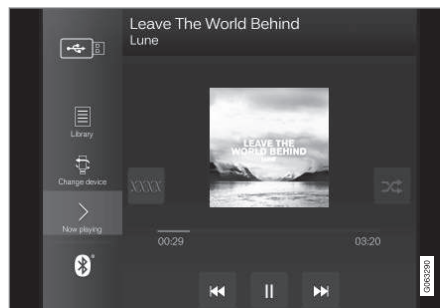 Leave The World Behind
Lune
Library
Change device
Now playing
LEAVE THE
WORLD BEHIND
LUNE
XXXX
00:29
03:20
G063290